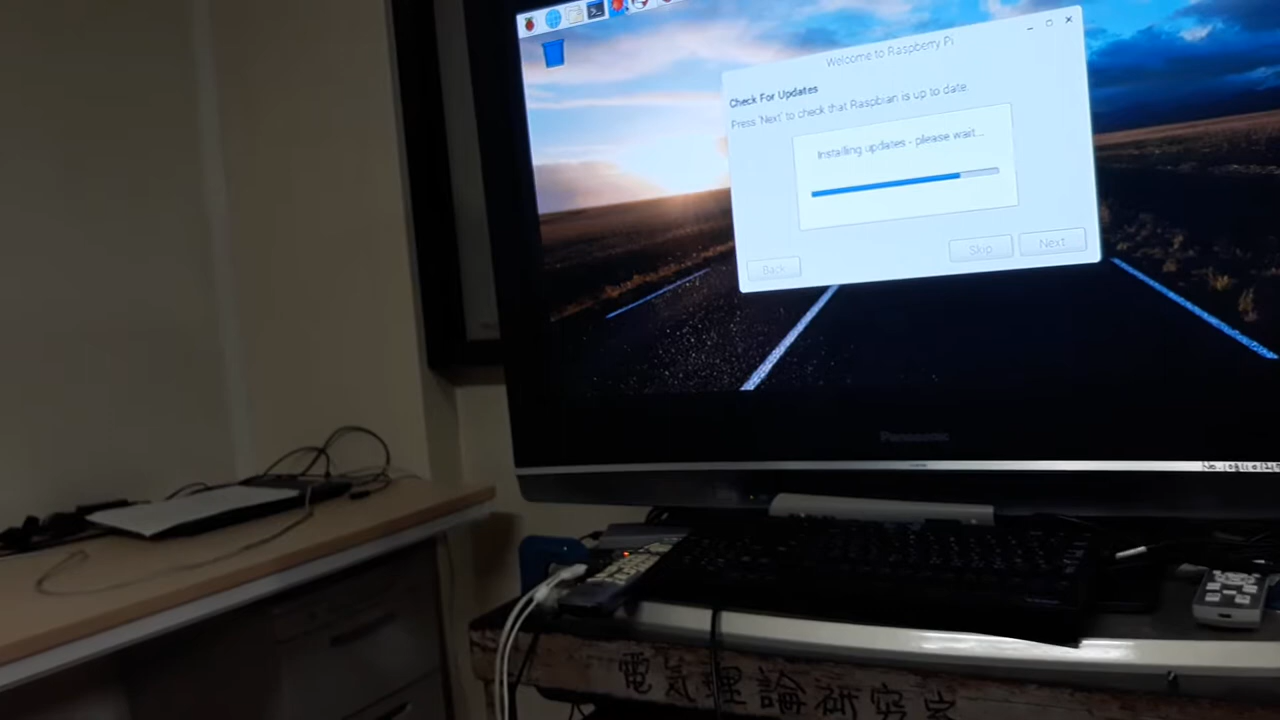 Welcome to Raspberry Pi
Check For Updates
Press 'Next' to check that Raspbian is up to date.
Installing updates - please wait...
Back
Skip
Next
Panasonic
電気理論研究室